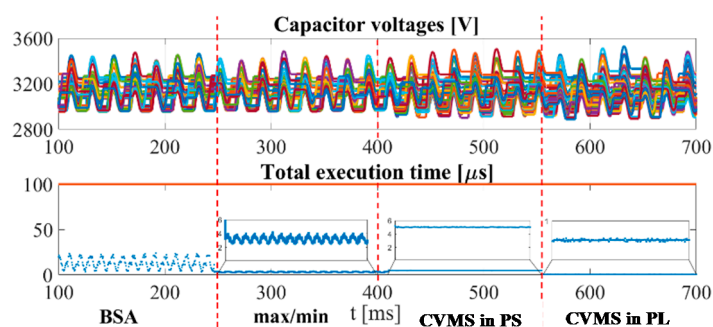 Capacitor voltages [V]
3600
3200
2800
100 200 300 400 500 600 700
Total execution time [μs]
100
50
0
6
4
2
6
4
2
100 200 300 400 500 600 700
BSA max/min t [ms] CVMS in PS CVMS in PL